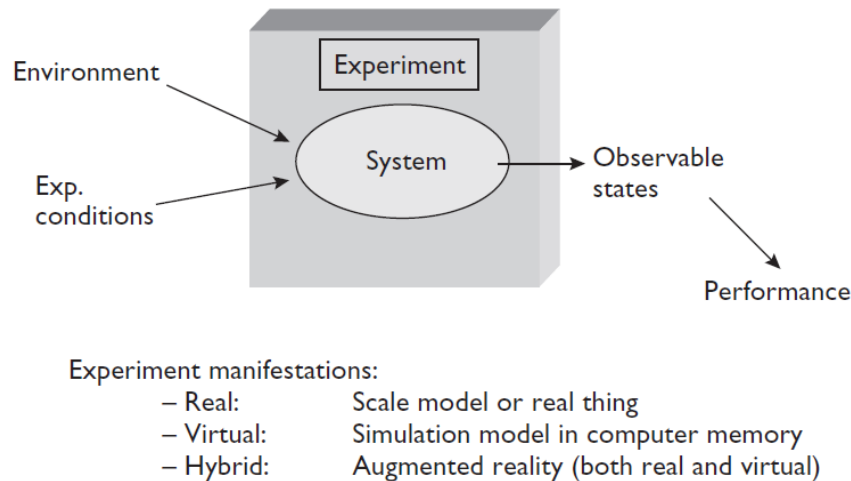 Experiment
Environment
System
Observable
states
Exp.
conditions
Performance
Experiment manifestations:
– Real: Scale model or real thing
– Virtual: Simulation model in computer memory
– Hybrid: Augmented reality (both real and virtual)